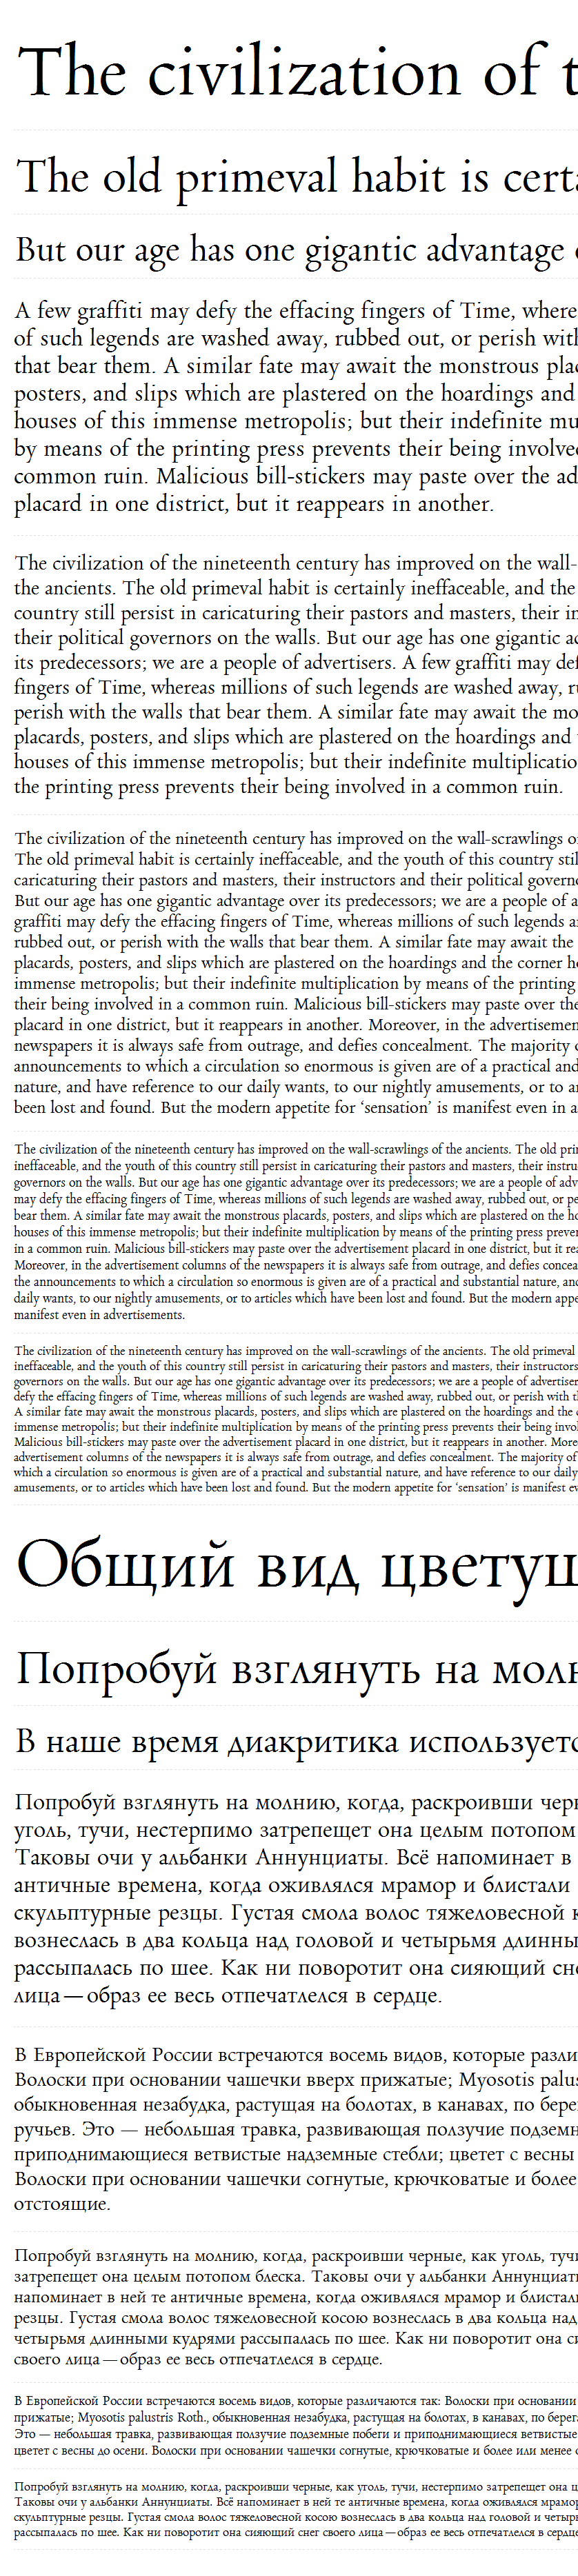 The civilization of t
The old primeval habit is certa
But our age has one gigantic advantage o
A few graffiti may defy the effacing fingers of Time, where
of such legends are washed away, rubbed out, or perish with
that bear them. A similar fate may await the monstrous plac
posters, and slips which are plastered on the hoardings and
houses of this immense metropolis; but their indefinite mu
by means of the printing press prevents their being involve
common ruin. Malicious bill-stickers may paste over the ad
placard in one district, but it reappears in another.
The civilization of the nineteenth century has improved on the wall-
the ancients. The old primeval habit is certainly ineffaceable, and the
country still persist in caricaturing their pastors and masters, their in
their political governors on the walls. But our age has one gigantic ad
its predecessors; we are a people of advertisers. A few graffiti may def
fingers of Time, whereas millions of such legends are washed away, ru
perish with the walls that bear them. A similar fate may await the mo
placards, posters, and slips which are plastered on the hoardings and
houses of this immense metropolis; but their indefinite multiplicatio
the printing press prevents their being involved in a common ruin.
The civilization of the nineteenth century has improved on the wall-scrawlings o
The old primeval habit is certainly ineffaceable, and the youth of this country stil
caricaturing their pastors and masters, their instructors and their political governo
But our age has one gigantic advantage over its predecessors; we are a people of a
graffiti may defy the effacing fingers of Time, whereas millions of such legends a
rubbed out, or perish with the walls that bear them. A similar fate may await the
placards, posters, and slips which are plastered on the hoardings and the corner h
immense metropolis; but their indefinite multiplication by means of the printing
their being involved in a common ruin. Malicious bill-stickers may paste over the
placard in one district, but it reappears in another. Moreover, in the advertisemen
newspapers it is always safe from outrage, and defies concealment. The majority o
announcements to which a circulation so enormous is given are of a practical and
nature, and have reference to our daily wants, to our nightly amusements, or to ar
been lost and found. But the modern appetite for ‘sensation’ is manifest even in a
The civilization of the nineteenth century has improved on the wall-scrawlings of the ancients. The old prim
ineffaceable, and the youth of this country still persist in caricaturing their pastors and masters, their instru
governors on the walls. But our age has one gigantic advantage over its predecessors; we are a people of adv
may defy the effacing fingers of Time, whereas millions of such legends are washed away, rubbed out, or pe
bear them. A similar fate may await the monstrous placards, posters, and slips which are plastered on the ho
houses of this immense metropolis; but their indefinite multiplication by means of the printing press preven
in a common ruin. Malicious bill-stickers may paste over the advertisement placard in one district, but it rea
Moreover, in the advertisement columns of the newspapers it is always safe from outrage, and defies concea
the announcements to which a circulation so enormous is given are of a practical and substantial nature, and
daily wants, to our nightly amusements, or to articles which have been lost and found. But the modern appe
manifest even in advertisements.
The civilization of the nineteenth century has improved on the wall-scrawlings of the ancients. The old primeval
ineffaceable, and the youth of this country still persist in caricaturing their pastors and masters, their instructors
governors on the walls. But our age has one gigantic advantage over its predecessors; we are a people of advertiser
defy the effacing fingers of Time, whereas millions of such legends are washed away, rubbed out, or perish with th
A similar fate may await the monstrous placards, posters, and slips which are plastered on the hoardings and the c
immense metropolis; but their indefinite multiplication by means of the printing press prevents their being invol
Malicious bill-stickers may paste over the advertisement placard in one district, but it reappears in another. More
advertisement columns of the newspapers it is always safe from outrage, and defies concealment. The majority of
which a circulation so enormous is given are of a practical and substantial nature, and have reference to our daily
amusements, or to articles which have been lost and found. But the modern appetite for ‘sensation’ is manifest ev
Общий вид цветущ
Попробуй взглянуть на молн
В наше время диакритика используетс
Попробуй взглянуть на молнию, когда, раскроивши черн
уголь, тучи, нестерпимо затрепещет она целым потопом
Таковы очи у альбанки Аннунциаты. Всё напоминает в
античные времена, когда оживлялся мрамор и блистали
скульптурные резцы. Густая смола волос тяжеловесной к
вознеслась в два кольца над головой и четырьмя длинны
рассыпалась по шее. Как ни поворотит она сияющий сне
лица — образ ее весь отпечатлелся в сердце.
В Европейской России встречаются восемь видов, которые разли
Волоски при основании чашечки вверх прижатые; Myosotis palus
обыкновенная незабудка, растущая на болотах, в канавах, по бере
ручьев. Это — небольшая травка, развивающая ползучие подземн
приподнимающиеся ветвистые надземные стебли; цветет с весны
Волоски при основании чашечки согнутые, крючковатые и более
отстоящие.
Попробуй взглянуть на молнию, когда, раскроивши черные, как уголь, тучи
затрепещет она целым потопом блеска. Таковы очи у альбанки Аннунциат
напоминает в ней те античные времена, когда оживлялся мрамор и блистал
резцы. Густая смола волос тяжеловесной косою вознеслась в два кольца над
четырьмя длинными кудрями рассыпалась по шее. Как ни поворотит она си
своего лица — образ ее весь отпечатлелся в сердце.
В Европейской России встречаются восемь видов, которые различаются так: Волоски при основании
прижатые; Myosotis palustris Roth., обыкновенная незабудка, растущая на болотах, в канавах, по берега
Это — небольшая травка, развивающая ползучие подземные побеги и приподнимающиеся ветвистые
цветет с весны до осени. Волоски при основании чашечки согнутые, крючковатые и более или менее о
Попробуй взглянуть на молнию, когда, раскроивши черные, как уголь, тучи, нестерпимо затрепещет она ц
Таковы очи у альбанки Аннунциаты. Всё напоминает в ней те античные времена, когда оживлялся мрамор
скульптурные резцы. Густая смола волос тяжеловесной косою вознеслась в два кольца над головой и четырь
рассыпалась по шее. Как ни поворотит она сияющий снег своего лица — образ ее весь отпечатлелся в сердце